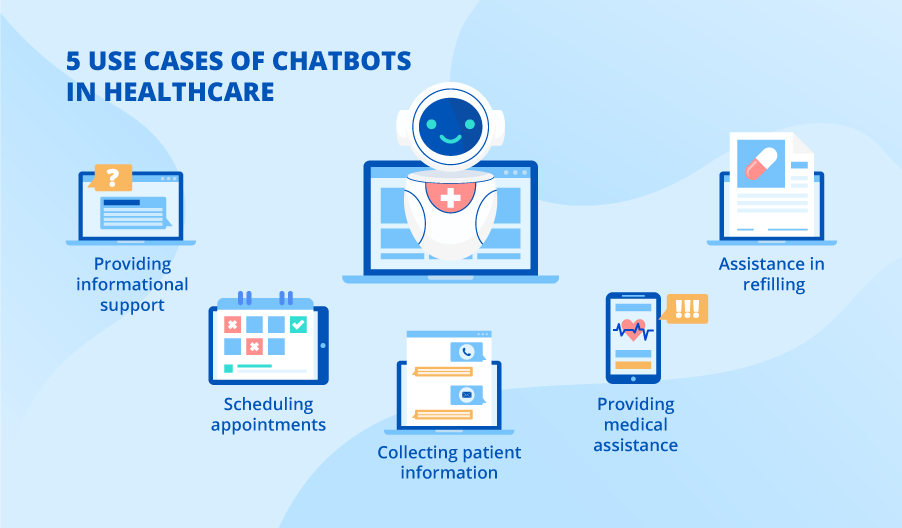 5 USE CASES OF CHATBOTS
IN HEALTHCARE
?
Providing
informational
support
Scheduling
appointments
Collecting patient
information
!!!
Providing
medical
assistance
Assistance in
refilling